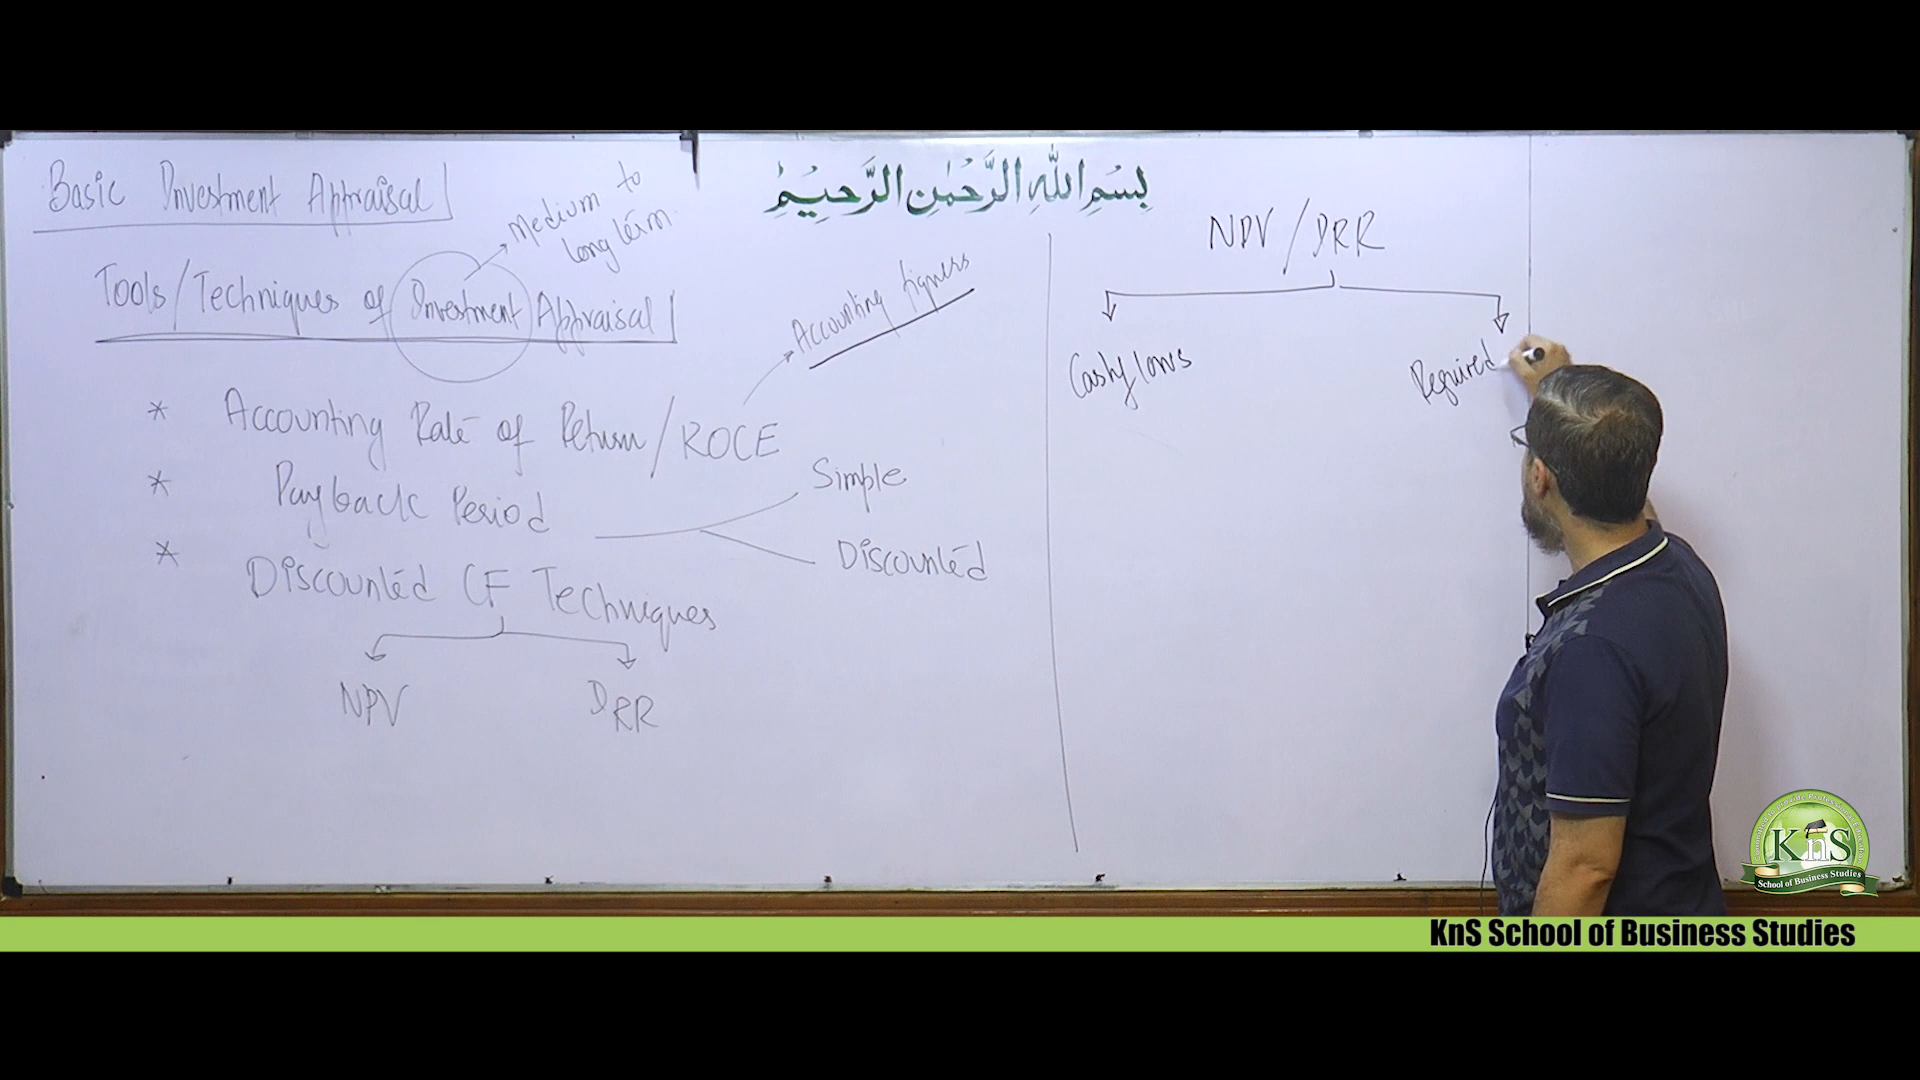 Basic Investment Appraisal
Medium to
long term
Tools/Techniques of Investment Appraisal
Accounting figures
* Accounting Rate of Return/ROCE
* Payback Period
Simple
Discounted
* Discounted CF Techniques
NPV
IRR
بِسْمِ اللّٰهِ الرَّحْمٰنِ الرَّحِيْمِ
NPV/IRR
Cashflows
Required
KnS
School of Business Studies
KnS School of Business Studies